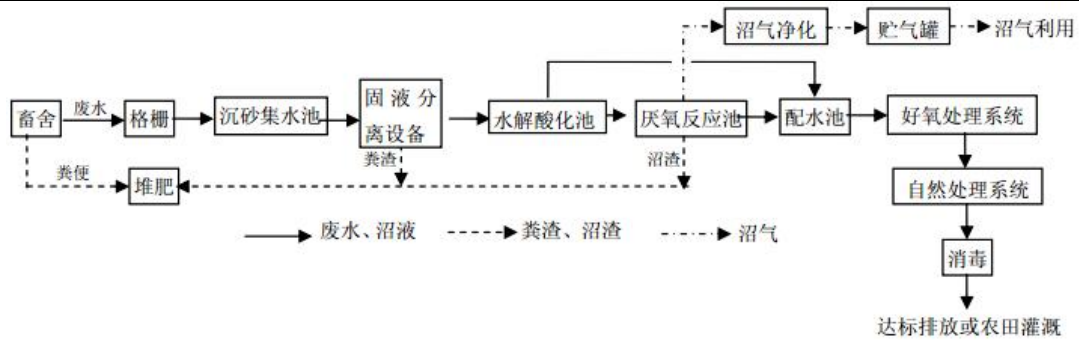 沼气净化
贮气罐
沼气利用
畜舍
废水
格栅
沉砂集水池
固液分
离设备
水解酸化池
厌氧反应池
配水池
好氧处理系统
粪渣
沼渣
粪便
堆肥
自然处理系统
废水、沼液
粪渣、沼渣
沼气
消毒
达标排放或农田灌溉